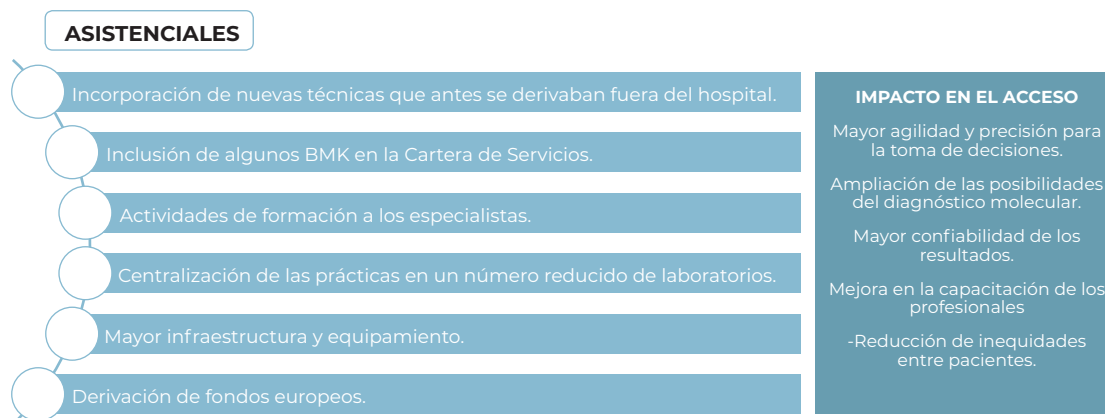 ASISTENCIALES
Incorporación de nuevas técnicas que antes se derivaban fuera del hospital.
Inclusión de algunos BMK en la Cartera de Servicios.
Actividades de formación a los especialistas.
Centralización de las prácticas en un número reducido de laboratorios.
Mayor infraestructura y equipamiento.
Derivación de fondos europeos.
IMPACTO EN EL ACCESO
Mayor agilidad y precisión para
la toma de decisiones.
Ampliación de las posibilidades
del diagnóstico molecular.
Mayor confiabilidad de los
resultados.
Mejora en la capacitación de los
profesionales
-Reducción de inequidades
entre pacientes.